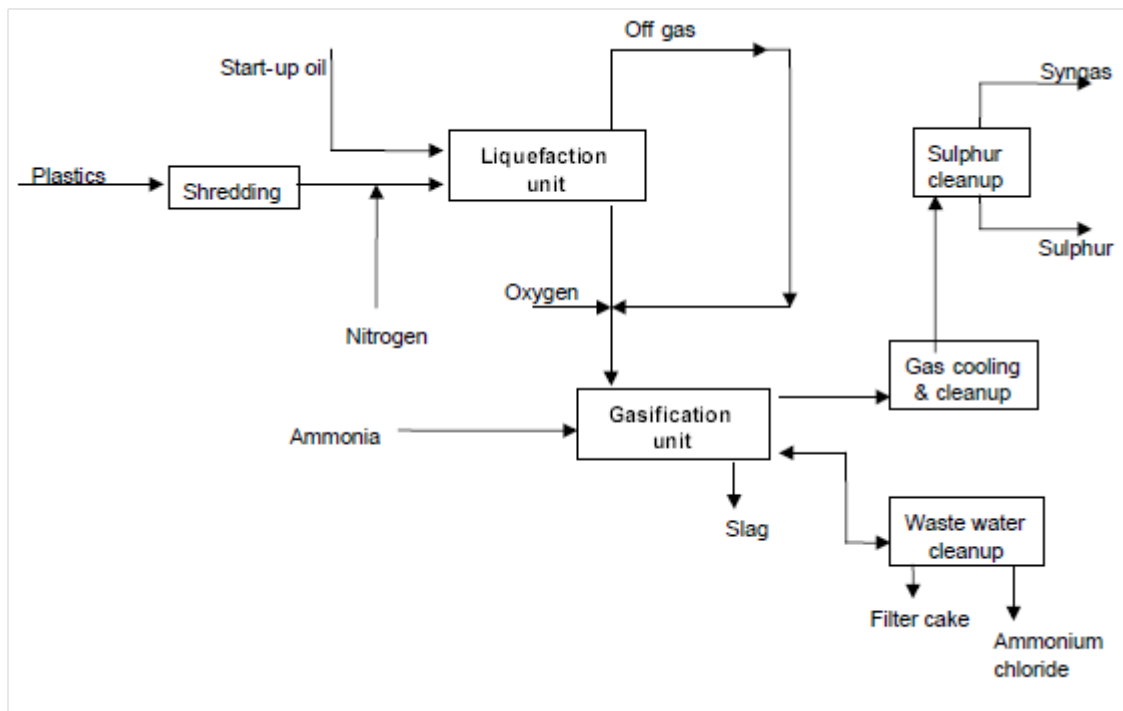 Off gas
Start-up oil
Syngas
Liquefaction
unit
Sulphur
cleanup
Plastics
Shredding
Sulphur
Oxygen
Nitrogen
Gas cooling
& cleanup
Gasification
unit
Ammonia
Slag
Waste water
cleanup
Filter cake
Ammonium
chloride